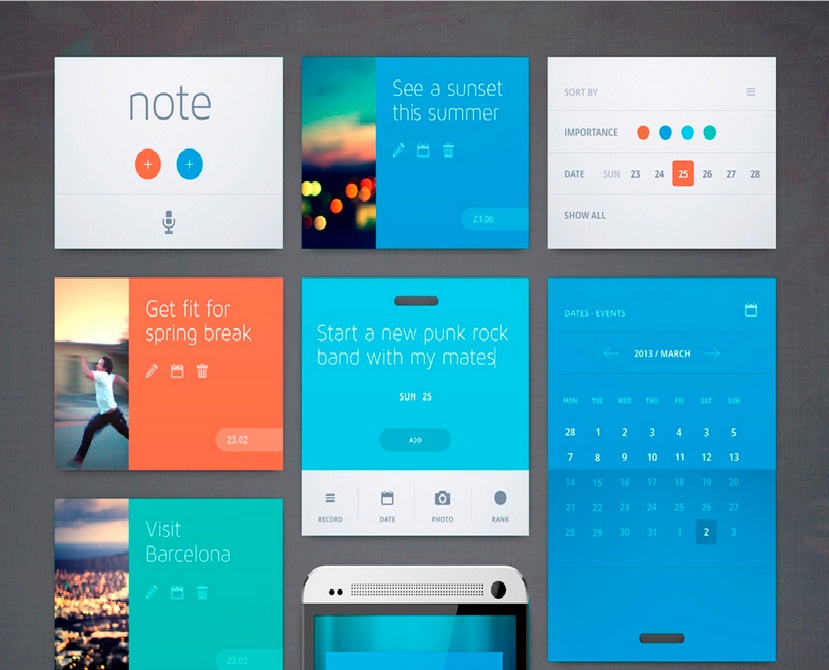 note
+ +
See a sunset
this summer
23.06
SORT BY
IMPORTANCE
DATE SUN 23 24 25 26 27 28
SHOW ALL
Get fit for
spring break
23.02
Start a new punk rock
band with my mates
SUN 25
ADD
RECORD DATE PHOTO RANK
DATES - EVENTS
2013 / MARCH
MON TUE WED THU FRI SAT SUN
28 1 2 3 4 3 5
7 8 9 10 11 12 13
14 15 16 17 18 19 20
21 22 23 24 25 26 27
28 29 30 31 1 2 3
Visit
Barcelona
23.02